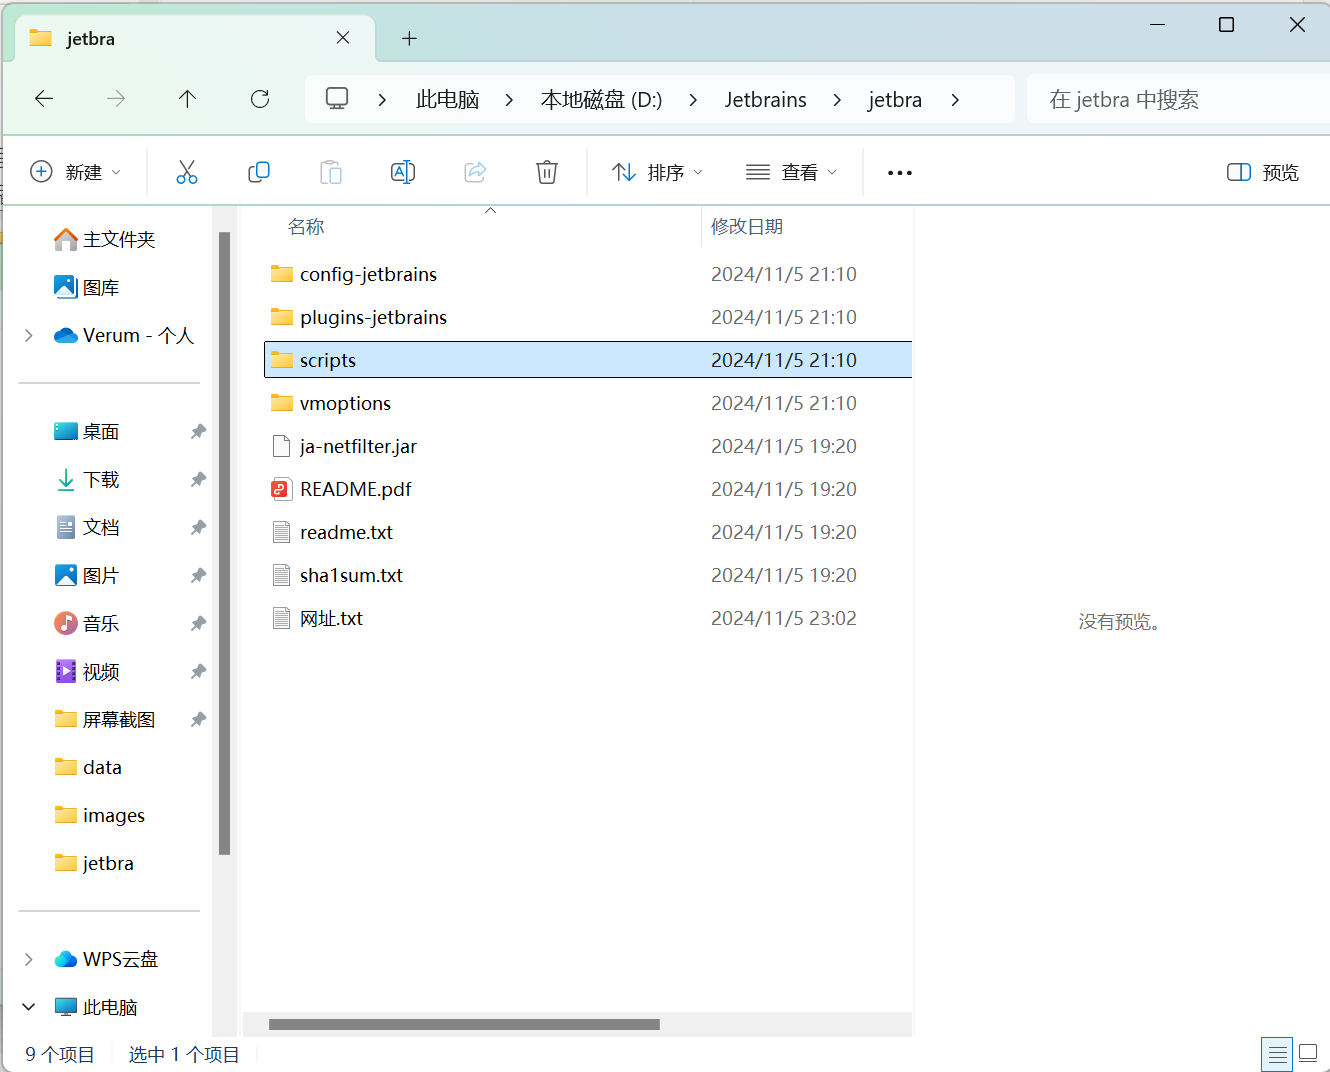 jetbra
此电脑 本地磁盘 (D:) Jetbrains jetbra
在 jetbra 中搜索
新建 排序 查看 预览
主文件夹
图库
Verum - 个人
桌面
下载
文档
图片
音乐
视频
屏幕截图
data
images
jetbra
WPS云盘
此电脑
名称 修改日期
config-jetbrains 2024/11/5 21:10
plugins-jetbrains 2024/11/5 21:10
scripts 2024/11/5 21:10
vmoptions 2024/11/5 21:10
ja-netfilter.jar 2024/11/5 19:20
README.pdf 2024/11/5 19:20
readme.txt 2024/11/5 19:20
sha1sum.txt 2024/11/5 19:20
网址.txt 2024/11/5 23:02
没有预览。
9 个项目 选中 1 个项目